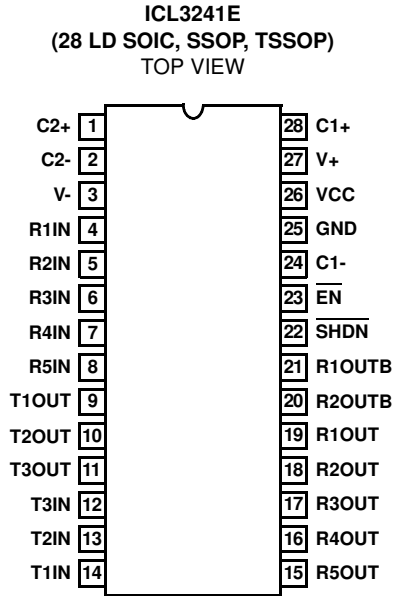 ICL3241E
(28 LD SOIC, SSOP, TSSOP)
TOP VIEW
C2+ 1 28 C1+
C2- 2 27 V+
V- 3 26 VCC
R1IN 4 25 GND
R2IN 5 24 C1-
R3IN 6 23 EN
R4IN 7 22 SHDN
R5IN 8 21 R1OUTB
T1OUT 9 20 R2OUTB
T2OUT 10 19 R1OUT
T3OUT 11 18 R2OUT
T3IN 12 17 R3OUT
T2IN 13 16 R4OUT
T1IN 14 15 R5OUT